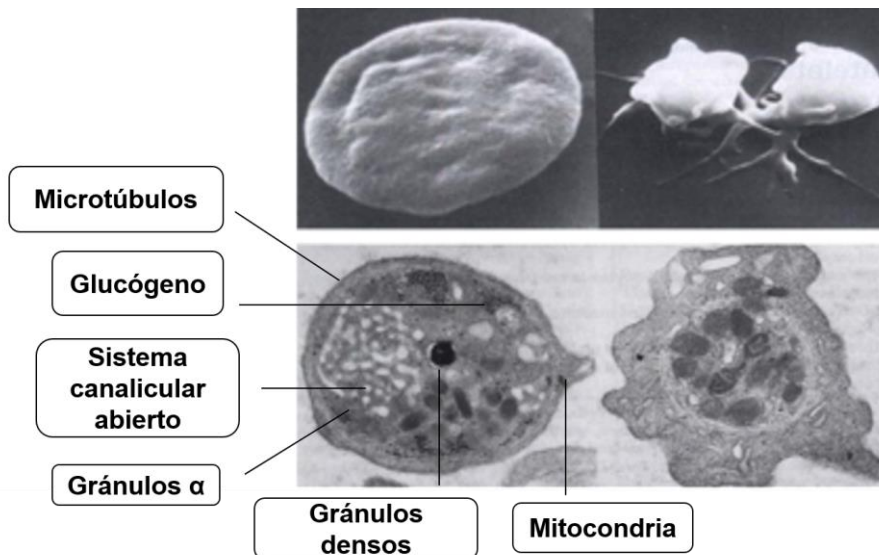 Microtúbulos
Glucógeno
Sistema
canalicular
abierto
Gránulos α
Gránulos
densos
Mitocondria